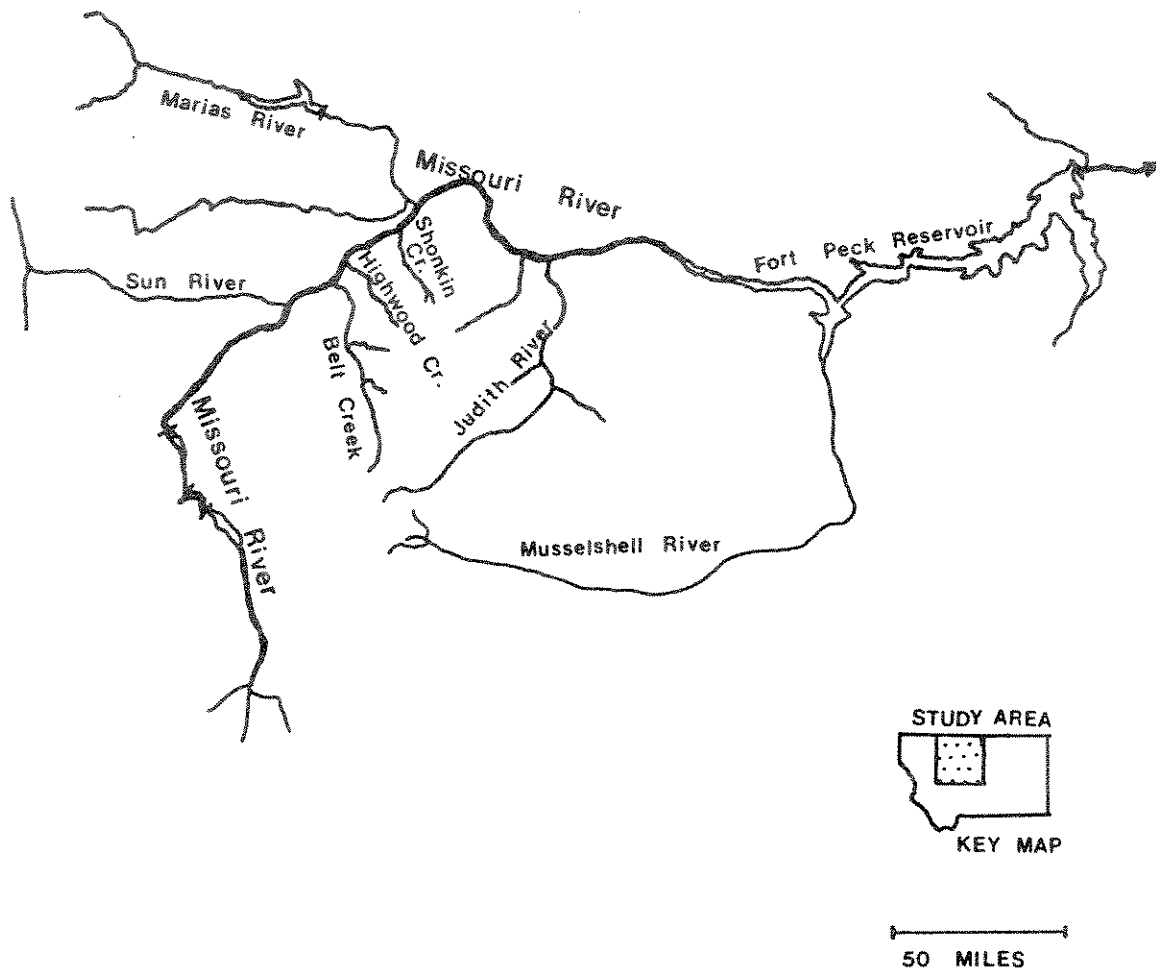 Marias River
Missouri River
Shonkin
Cr.
Fort Peck Reservoir
Sun River
Highwood Cr.
Belt Creek
Judith River
Missouri River
Musselshell River
STUDY AREA
KEY MAP
50 MILES